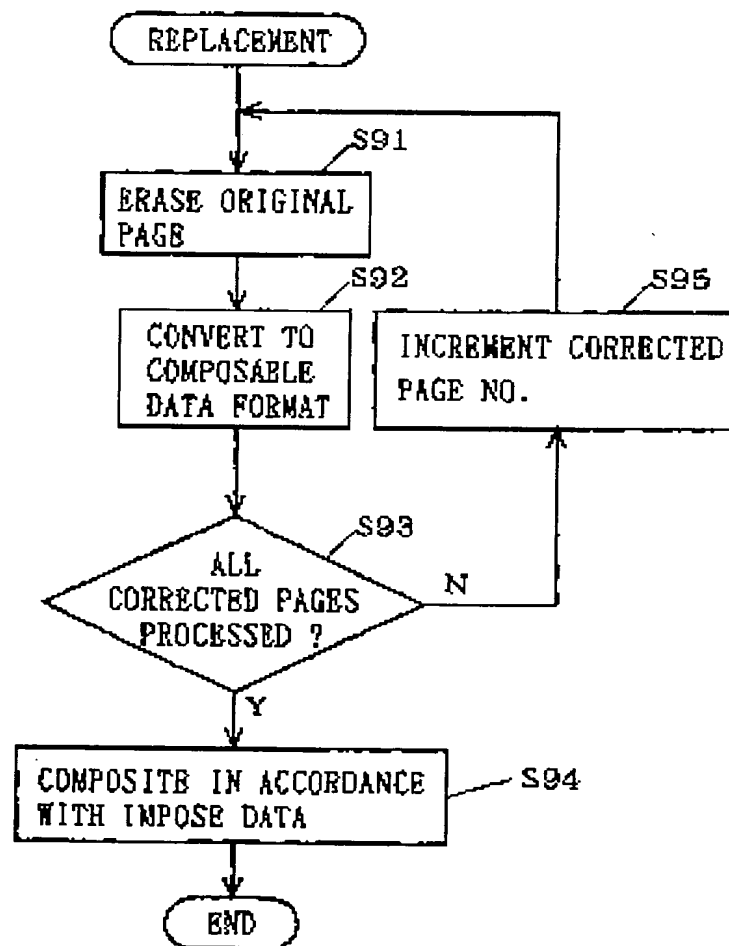 REPLACEMENT
S91
ERASE ORIGINAL
PAGE
S92
CONVERT TO
COMPOSABLE
DATA FORMAT
S95
INCREMENT CORRECTED
PAGE NO.
S93
ALL
CORRECTED PAGES
PROCESSED ?
N
Y
COMPOSITE IN ACCORDANCE
WITH IMPOSE DATA
S94
END